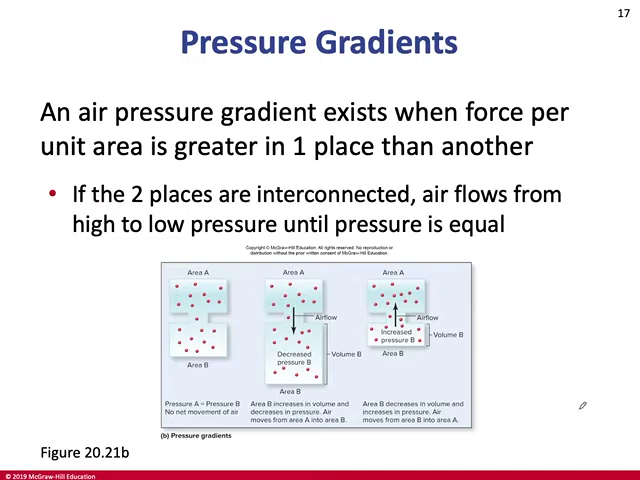 17
Pressure Gradients
An air pressure gradient exists when force per
unit area is greater in 1 place than another
• If the 2 places are interconnected, air flows from
high to low pressure until pressure is equal
Copyright © McGraw-Hill Education. All rights reserved. No reproduction or
distribution without the prior written consent of McGraw-Hill Education.
Area A
Area B
Pressure A = Pressure B
No net movement of air
Area A
Airflow
Decreased
pressure B
Volume B
Area B
Area B increases in volume and
decreases in pressure. Air
moves from area A into area B.
Area A
Airflow
Increased
pressure B
Volume B
Area B
Area B decreases in volume and
increases in pressure. Air
moves from area B into area A.
(b) Pressure gradients
Figure 20.21b
© 2019 McGraw-Hill Education